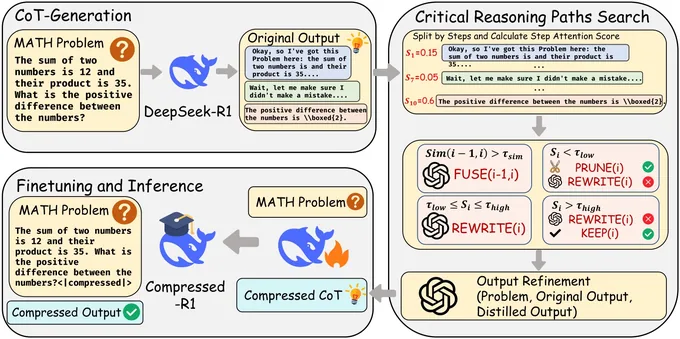 CoT-Generation
MATH Problem ?
The sum of two
numbers is 12 and
their product is 35.
What is the positive
difference between
the numbers?
DeepSeek-R1
Original Output
Okay, so I've got this
Problem here: the sum of
two numbers is and their
product is 35....
Wait, let me make sure I
didn't make a mistake....
The positive difference between
the numbers is \\boxed{2}.
Critical Reasoning Paths Search
Split by Steps and Calculate Step Attention Score
S1=0.15
Okay, so I've got this Problem here: the
sum of two numbers is and their product is
35.... ...
S7=0.05
Wait, let me make sure I didn't make a mistake....
...
S10=0.6
The positive difference between the numbers is \\boxed{2}.
Sim(i − 1, i) > τsim
FUSE(i-1,i)
Si < τlow
PRUNE(i)
REWRITE(i)
τlow ≤ Si ≤ τhigh
REWRITE(i)
Si > τhigh
REWRITE(i)
KEEP(i)
Output Refinement
(Problem, Original Output,
Distilled Output)
Finetuning and Inference
MATH Problem ?
The sum of two numbers
is 12 and their
product is 35. What is
the positive
difference between the
numbers?<|compressed|>
Compressed Output
Compressed
-R1
MATH Problem ?
Compressed CoT